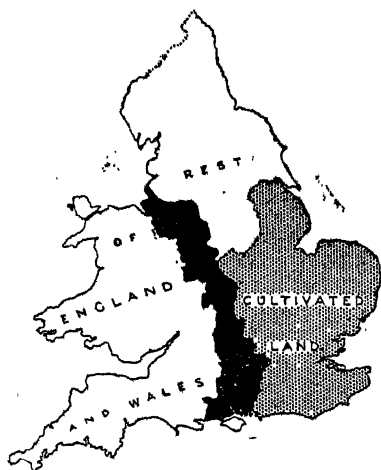 REST
OF
ENGLAND
AND WALES
CULTIVATED
LAND